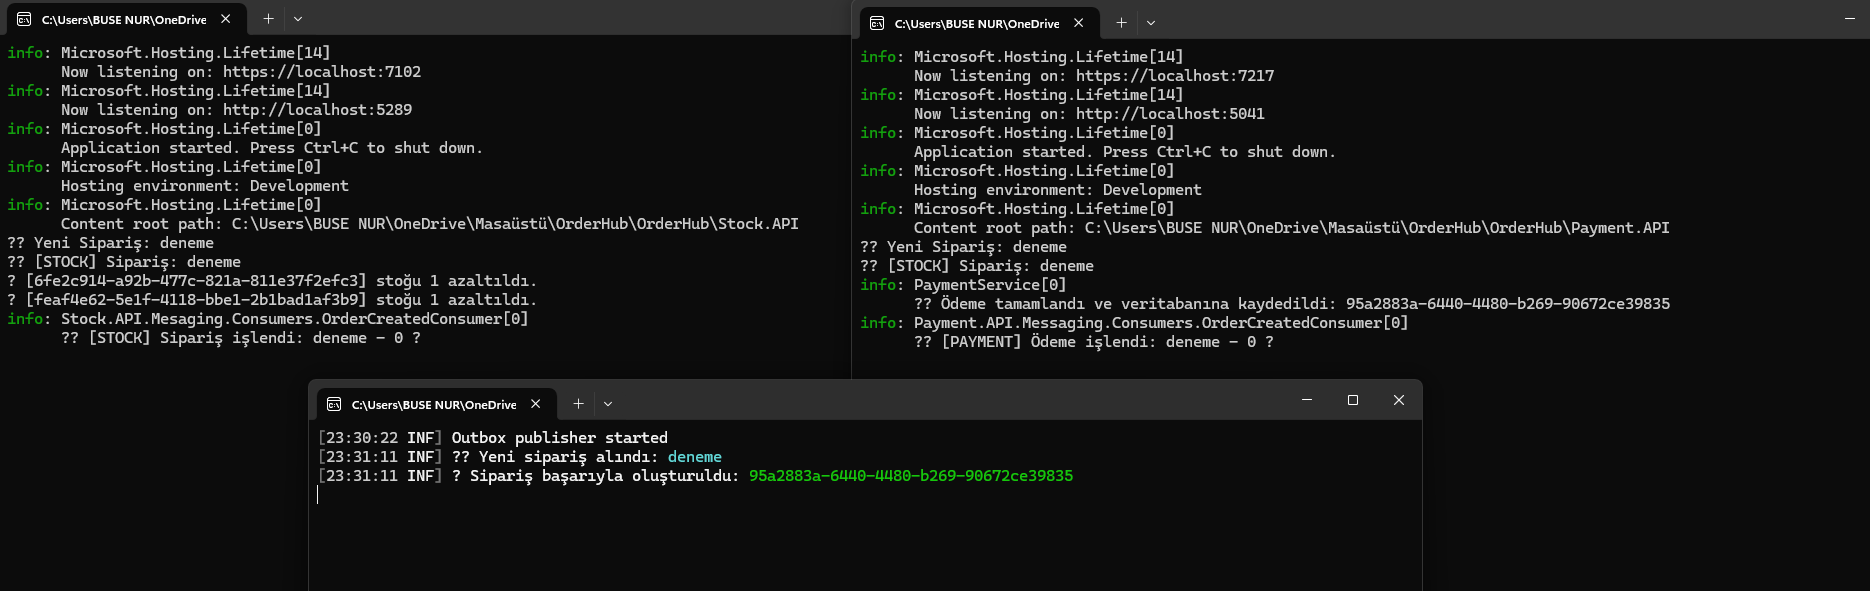 C:\Users\BUSE NUR\OneDrive
info: Microsoft.Hosting.Lifetime[14]
Now listening on: https://localhost:7102
info: Microsoft.Hosting.Lifetime[14]
Now listening on: http://localhost:5289
info: Microsoft.Hosting.Lifetime[0]
Application started. Press Ctrl+C to shut down.
info: Microsoft.Hosting.Lifetime[0]
Hosting environment: Development
info: Microsoft.Hosting.Lifetime[0]
Content root path: C:\Users\BUSE NUR\OneDrive\Masaüstü\OrderHub\OrderHub\Stock.API
?? Yeni Sipariş: deneme
?? [STOCK] Sipariş: deneme
? [6fe2c914-a92b-477c-821a-811e37f2efc3] stoğu 1 azaltıldı.
? [feaf4e62-5e1f-4118-bbe1-2b1bad1af3b9] stoğu 1 azaltıldı.
info: Stock.API.Mesaging.Consumers.OrderCreatedConsumer[0]
?? [STOCK] Sipariş işlendi: deneme - 0 ?
C:\Users\BUSE NUR\OneDrive
info: Microsoft.Hosting.Lifetime[14]
Now listening on: https://localhost:7217
info: Microsoft.Hosting.Lifetime[14]
Now listening on: http://localhost:5041
info: Microsoft.Hosting.Lifetime[0]
Application started. Press Ctrl+C to shut down.
info: Microsoft.Hosting.Lifetime[0]
Hosting environment: Development
info: Microsoft.Hosting.Lifetime[0]
Content root path: C:\Users\BUSE NUR\OneDrive\Masaüstü\OrderHub\OrderHub\Payment.API
?? Yeni Sipariş: deneme
?? [STOCK] Sipariş: deneme
info: PaymentService[0]
?? Ödeme tamamlandı ve veritabanına kaydedildi: 95a2883a-6440-4480-b269-90672ce39835
info: Payment.API.Messaging.Consumers.OrderCreatedConsumer[0]
?? [PAYMENT] Ödeme işlendi: deneme - 0 ?
C:\Users\BUSE NUR\OneDrive
[23:30:22 INF] Outbox publisher started
[23:31:11 INF] ?? Yeni sipariş alındı: deneme
[23:31:11 INF] ? Sipariş başarıyla oluşturuldu: 95a2883a-6440-4480-b269-90672ce39835